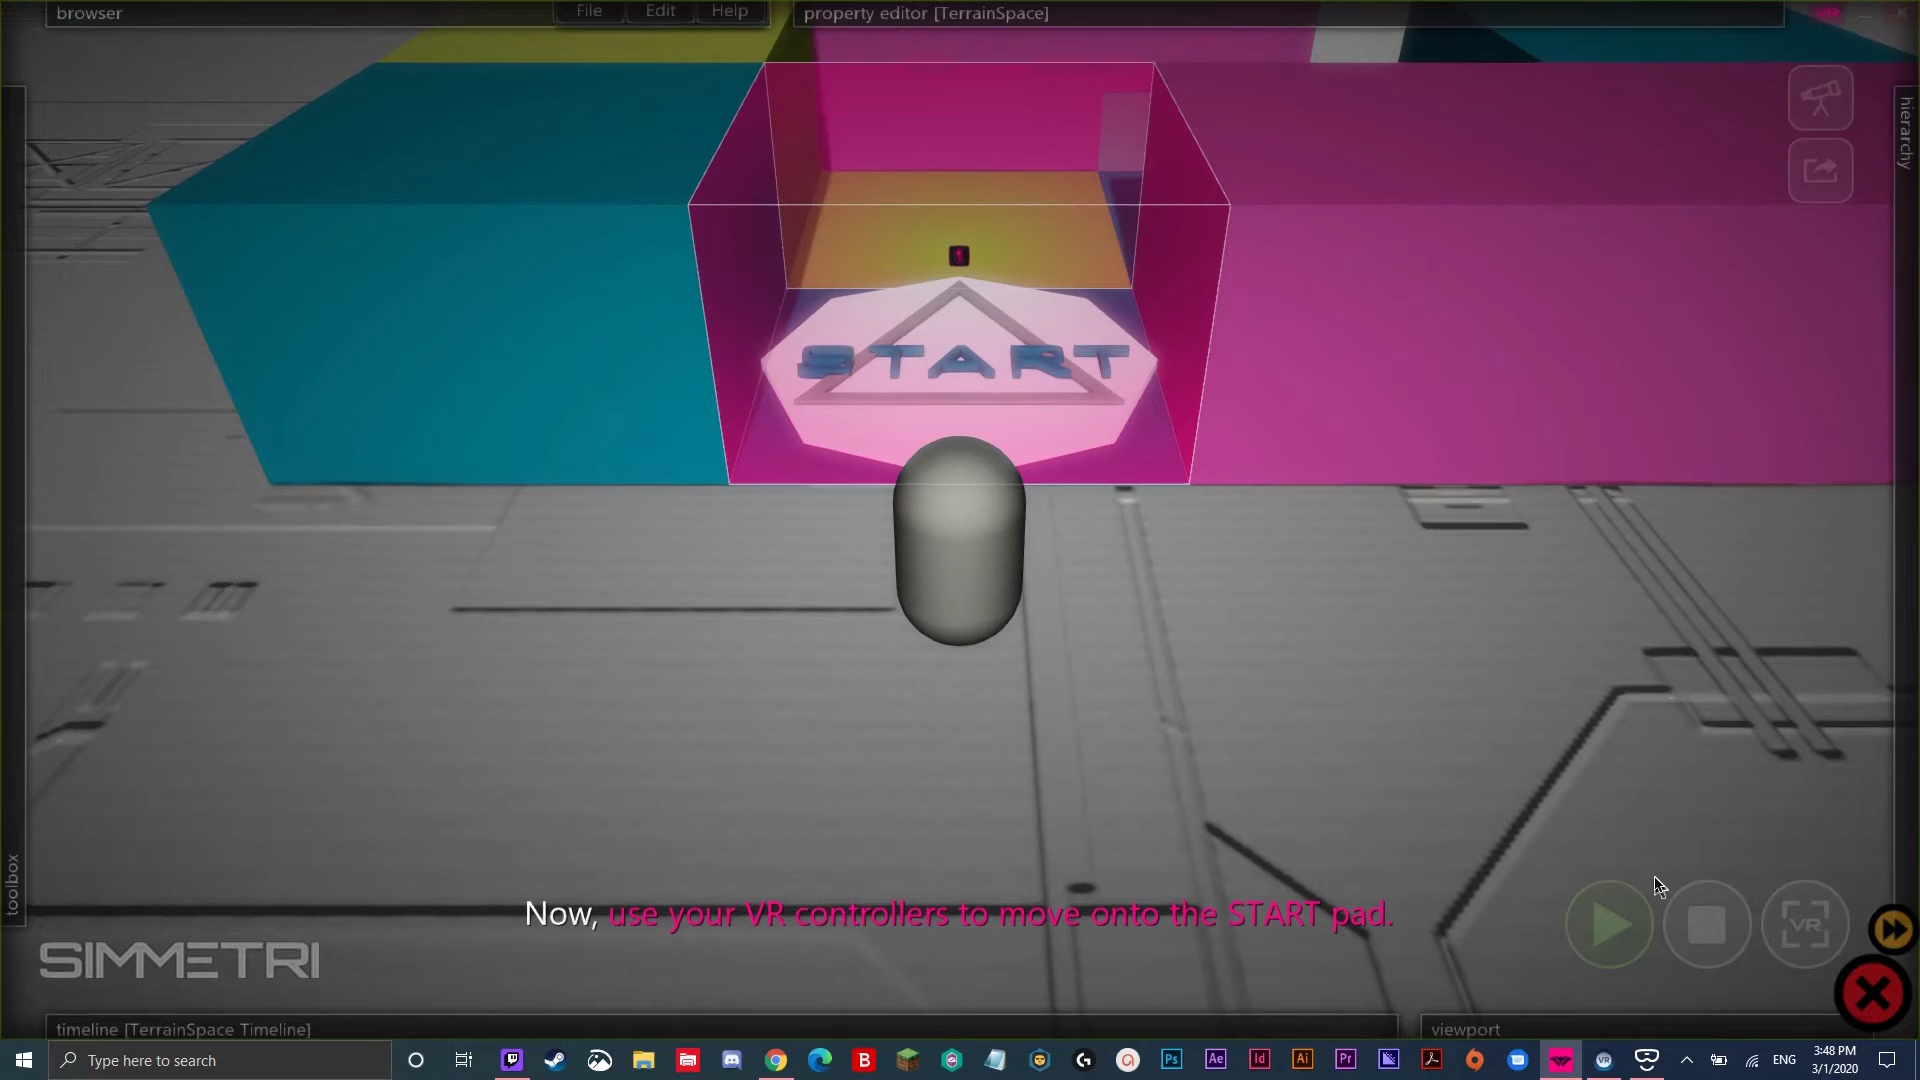 browser
File Edit Help
property editor [TerrainSpace]
VR
hierarchy
START
toolbox
Now, use your VR controllers to move onto the START pad.
VR
SIMMETRI
timeline [TerrainSpace Timeline]
viewport
Type here to search
Ps Ae Id Ai Pr
VR
ENG
3:48 PM
3/1/2020